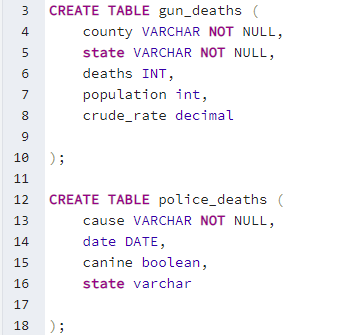 3 CREATE TABLE gun_deaths (
4     county VARCHAR NOT NULL,
5     state VARCHAR NOT NULL,
6     deaths INT,
7     population int,
8     crude_rate decimal
9
10 );
11
12 CREATE TABLE police_deaths (
13     cause VARCHAR NOT NULL,
14     date DATE,
15     canine boolean,
16     state varchar
17
18 );